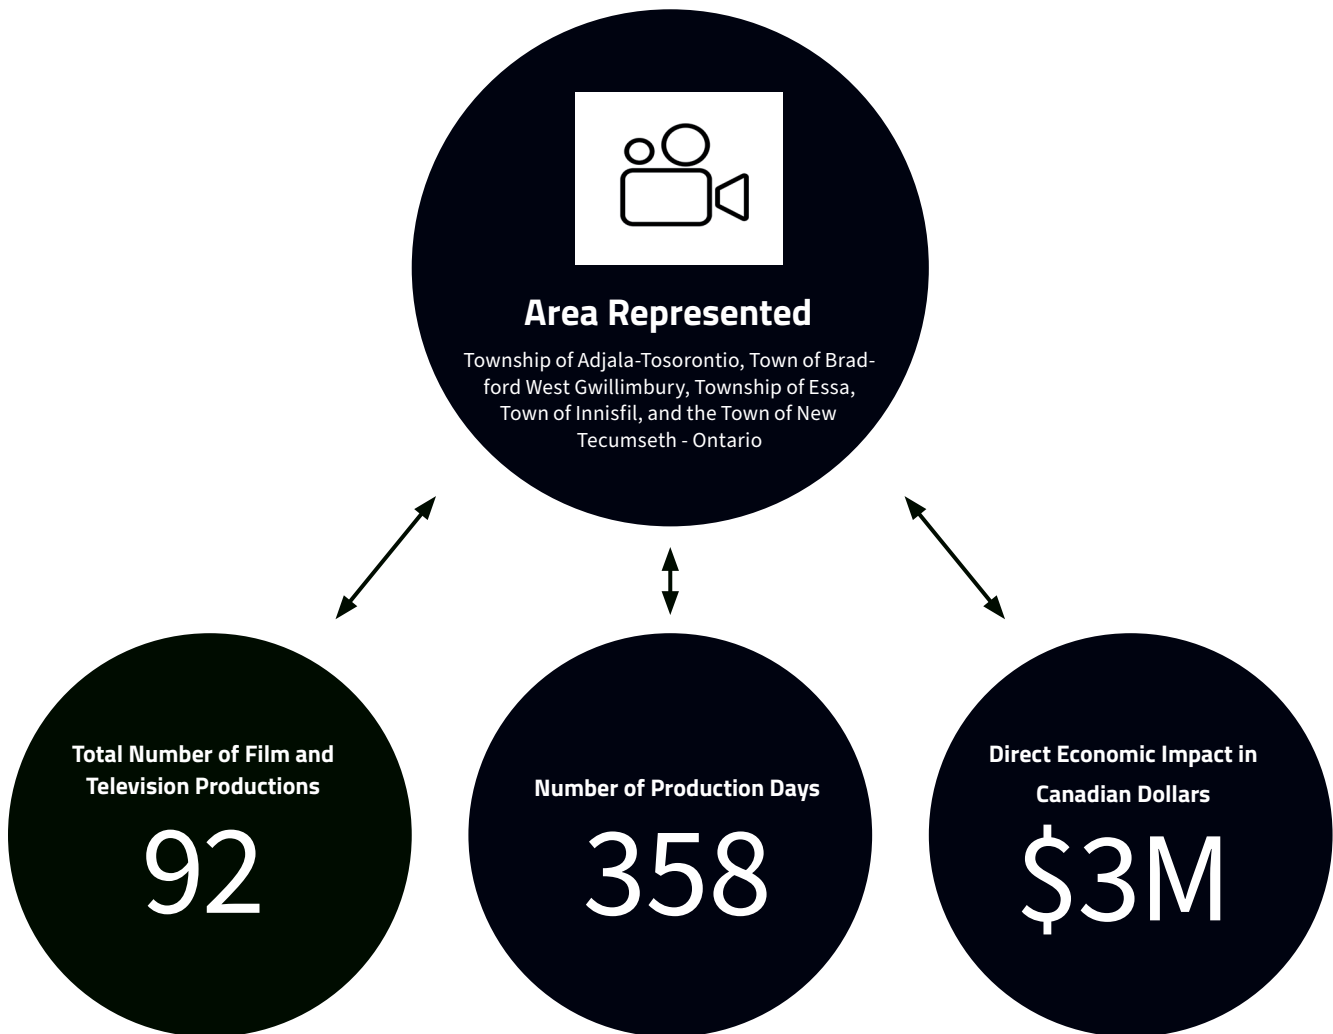 Area Represented
Township of Adjala-Tosorontio, Town of Brad-
ford West Gwillimbury, Township of Essa,
Town of Innisfil, and the Town of New
Tecumseth - Ontario
Total Number of Film and
Television Productions
92
Number of Production Days
358
Direct Economic Impact in
Canadian Dollars
$3M